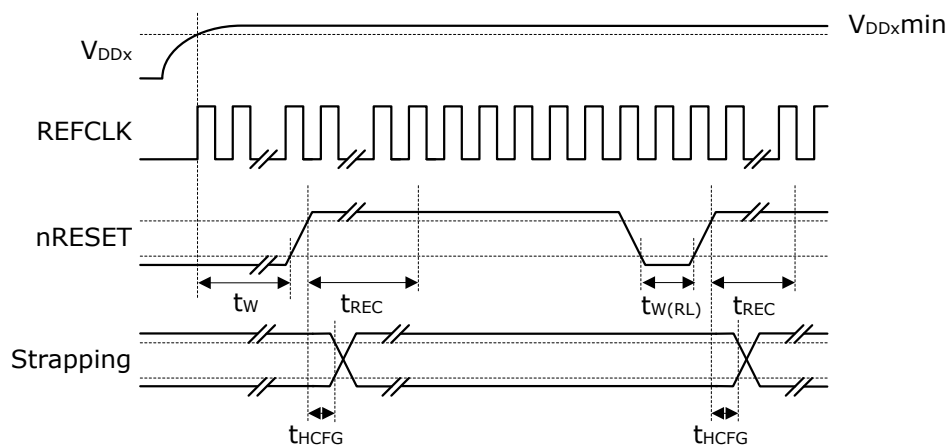 VDDxmin
VDDx
REFCLK
nRESET
tW
tREC
tW(RL)
tREC
Strapping
tHCFG
tHCFG